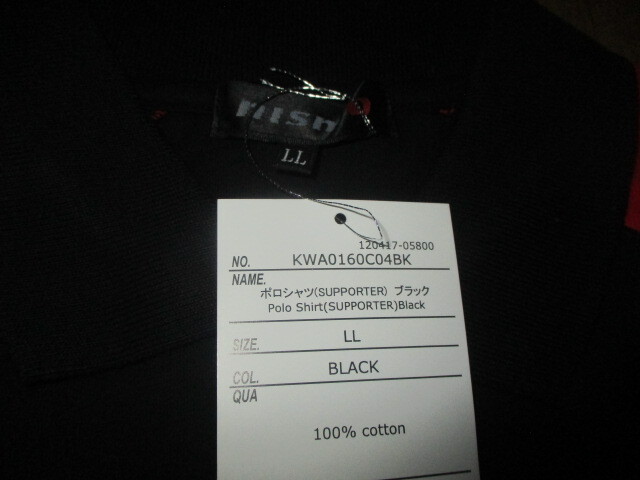 LL
120417-05800
NO. KWA0160C04BK
NAME.
ポロシャツ(SUPPORTER) ブラック
Polo Shirt(SUPPORTER)Black
SIZE. LL
COL. BLACK
QUA
100% cotton